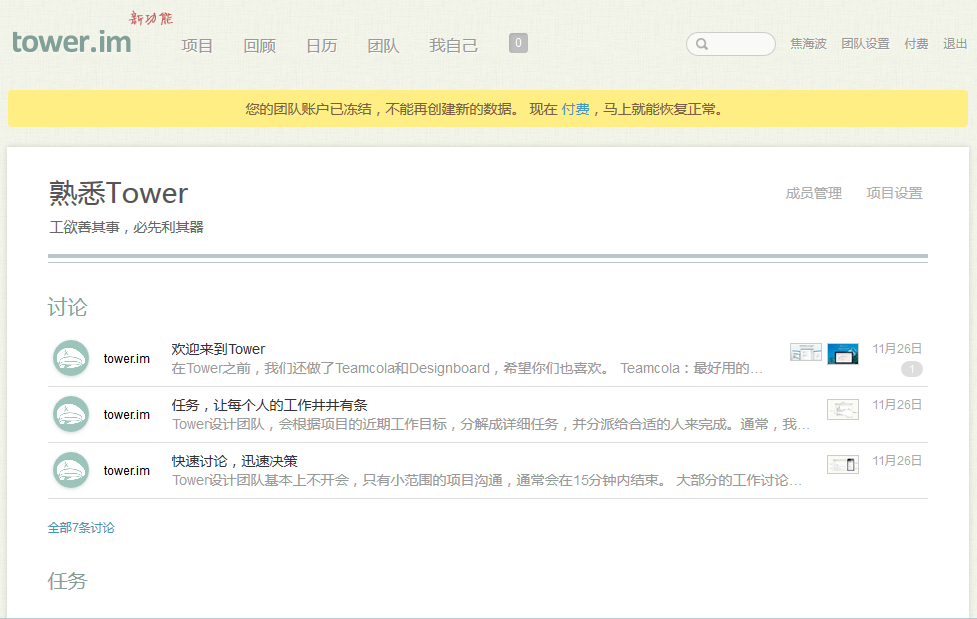 新功能
tower.im 项目 回顾 日历 团队 我自己 0 焦海波 团队设置 付费 退出
您的团队账户已冻结，不能再创建新的数据。 现在 付费，马上就能恢复正常。
熟悉Tower 成员管理 项目设置
工欲善其事，必先利其器
讨论
tower.im 欢迎来到Tower 11月26日
在Tower之前，我们还做了Teamcola和Designboard，希望你们也喜欢。 Teamcola：最好用的… 1
tower.im 任务，让每个人的工作井井有条 11月26日
Tower设计团队，会根据项目的近期工作目标，分解成详细任务，并分派给合适的人来完成。通常，我…
tower.im 快速讨论，迅速决策 11月26日
Tower设计团队基本上不开会，只有小范围的项目沟通，通常会在15分钟内结束。 大部分的工作讨论…
全部7条讨论
任务